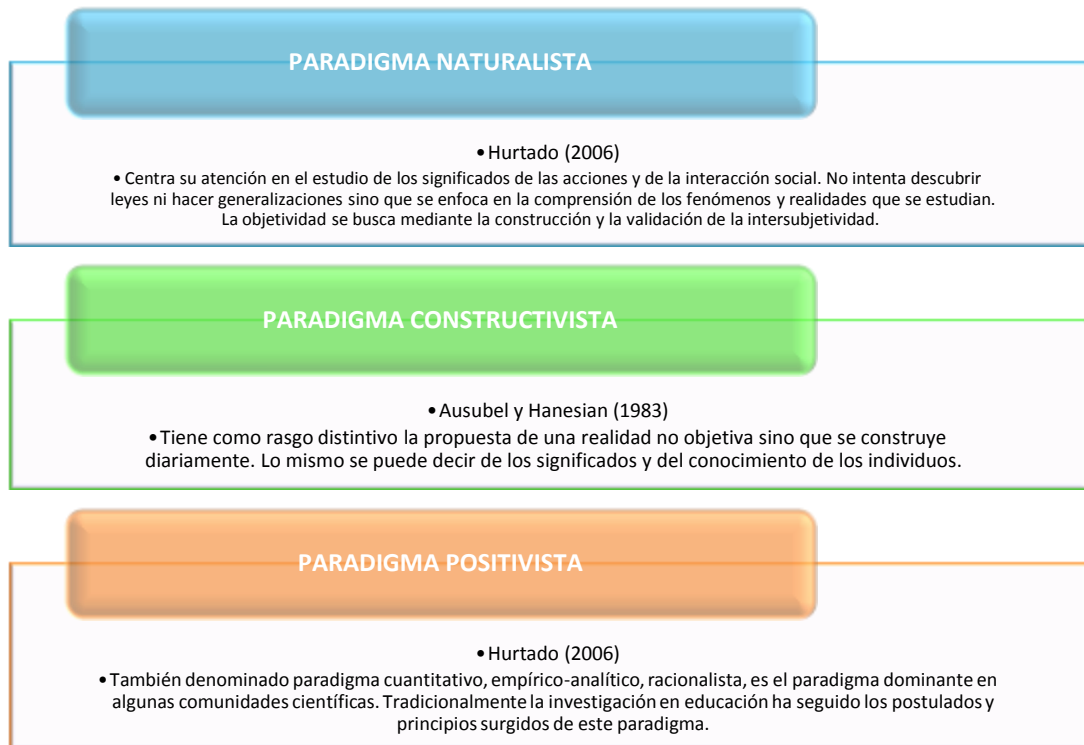 PARADIGMA NATURALISTA
•Hurtado (2006)
• Centra su atención en el estudio de los significados de las acciones y de la interacción social. No intenta descubrir
leyes ni hacer generalizaciones sino que se enfoca en la comprensión de los fenómenos y realidades que se estudian.
La objetividad se busca mediante la construcción y la validación de la intersubjetividad.
PARADIGMA CONSTRUCTIVISTA
•Ausubel y Hanesian (1983)
•Tiene como rasgo distintivo la propuesta de una realidad no objetiva sino que se construye
diariamente. Lo mismo se puede decir de los significados y del conocimiento de los individuos.
PARADIGMA POSITIVISTA
•Hurtado (2006)
•También denominado paradigma cuantitativo, empírico-analítico, racionalista, es el paradigma dominante en
algunas comunidades científicas. Tradicionalmente la investigación en educación ha seguido los postulados y
principios surgidos de este paradigma.